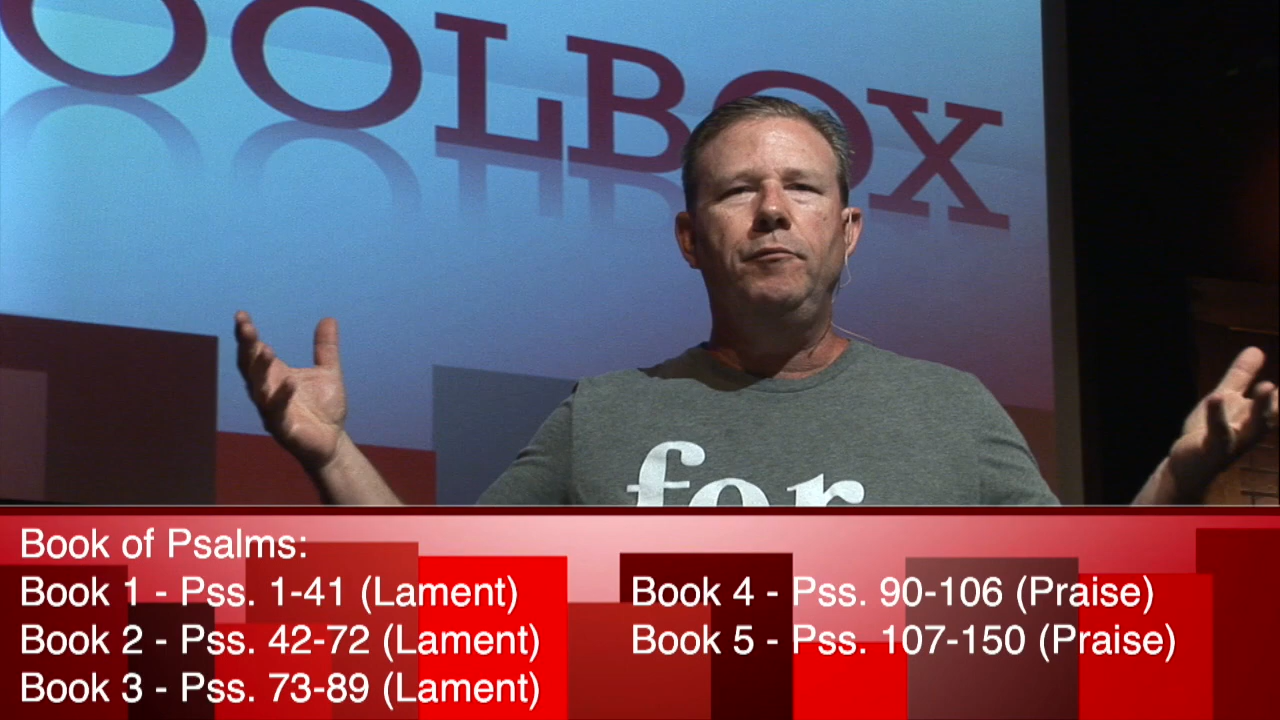 OOLBOX
for
Book of Psalms:
Book 1 - Pss. 1-41 (Lament)
Book 2 - Pss. 42-72 (Lament)
Book 3 - Pss. 73-89 (Lament)
Book 4 - Pss. 90-106 (Praise)
Book 5 - Pss. 107-150 (Praise)